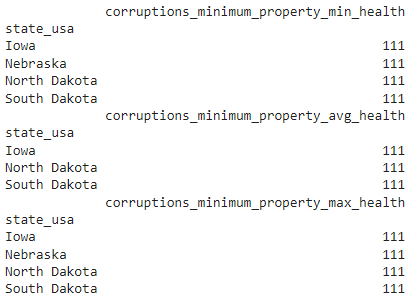 corruptions_minimum_property_min_health
state_usa
Iowa 111
Nebraska 111
North Dakota 111
South Dakota 111
corruptions_minimum_property_avg_health
state_usa
Iowa 111
North Dakota 111
South Dakota 111
corruptions_minimum_property_max_health
state_usa
Iowa 111
Nebraska 111
North Dakota 111
South Dakota 111